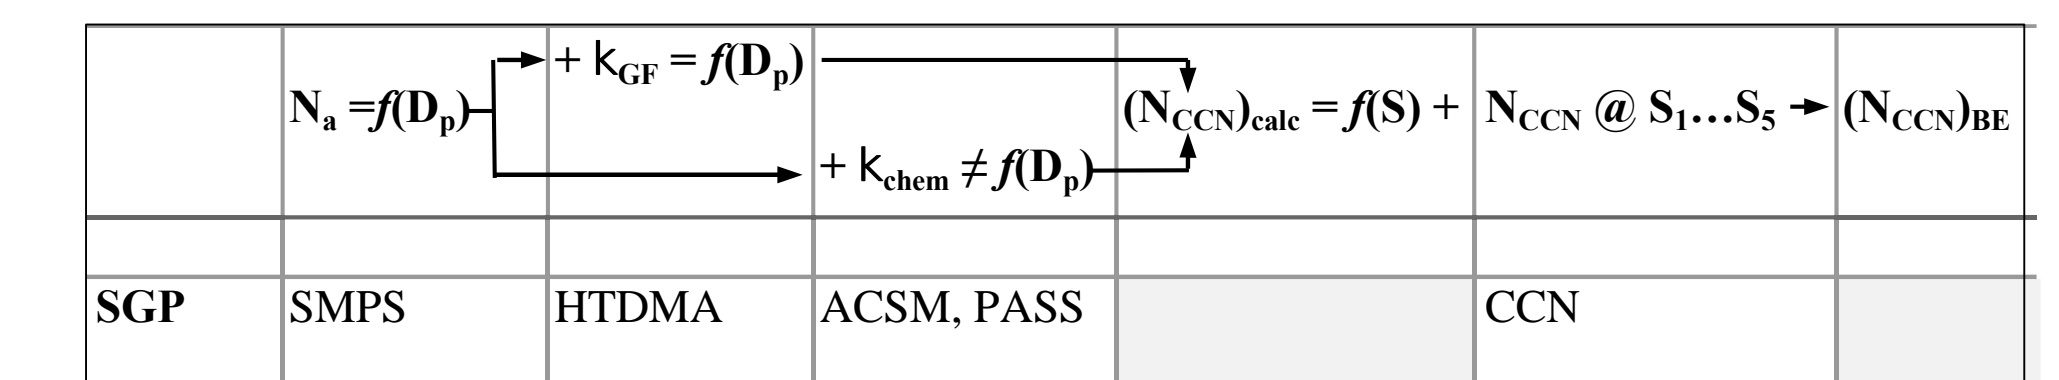 + k_GF = f(D_p)
N_a =f(D_p)
(N_CCN)_calc = f(S) +
N_CCN @ S_1…S_5
(N_CCN)_BE
+ k_chem ≠ f(D_p)
SGP
SMPS
HTDMA
ACSM, PASS
CCN